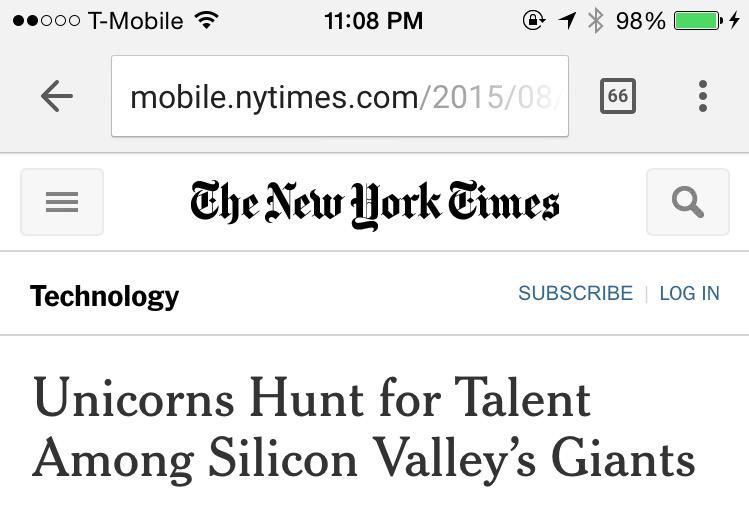 T-Mobile 11:08 PM 98%
mobile.nytimes.com/2015/08/
66
The New York Times
Technology SUBSCRIBE | LOG IN
Unicorns Hunt for Talent
Among Silicon Valley’s Giants